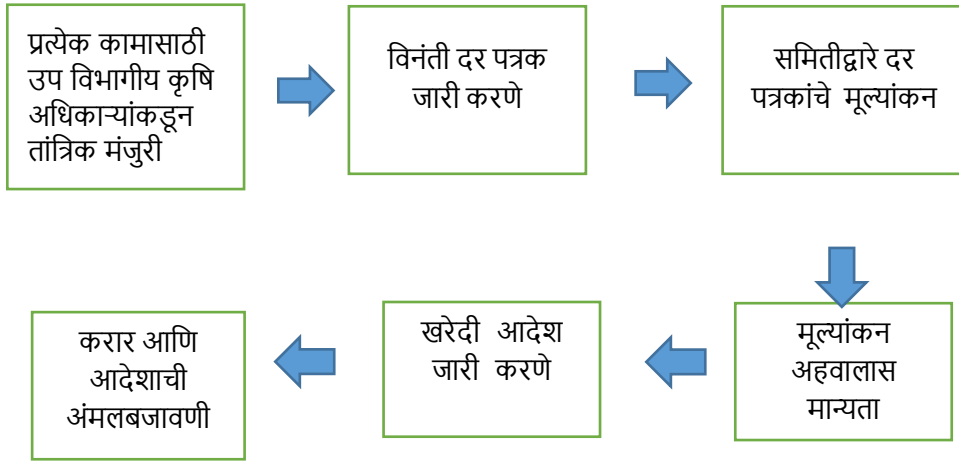 प्रत्येक कामासाठी
उप विभागीय कृषि
अधिकाऱ्यांकडून
तांत्रिक मंजुरी
विनंती दर पत्रक
जारी करणे
समितीद्वारे दर
पत्रकांचे मूल्यांकन
मूल्यांकन
अहवालास
मान्यता
खरेदी आदेश
जारी करणे
करार आणि
आदेशाची
अंमलबजावणी